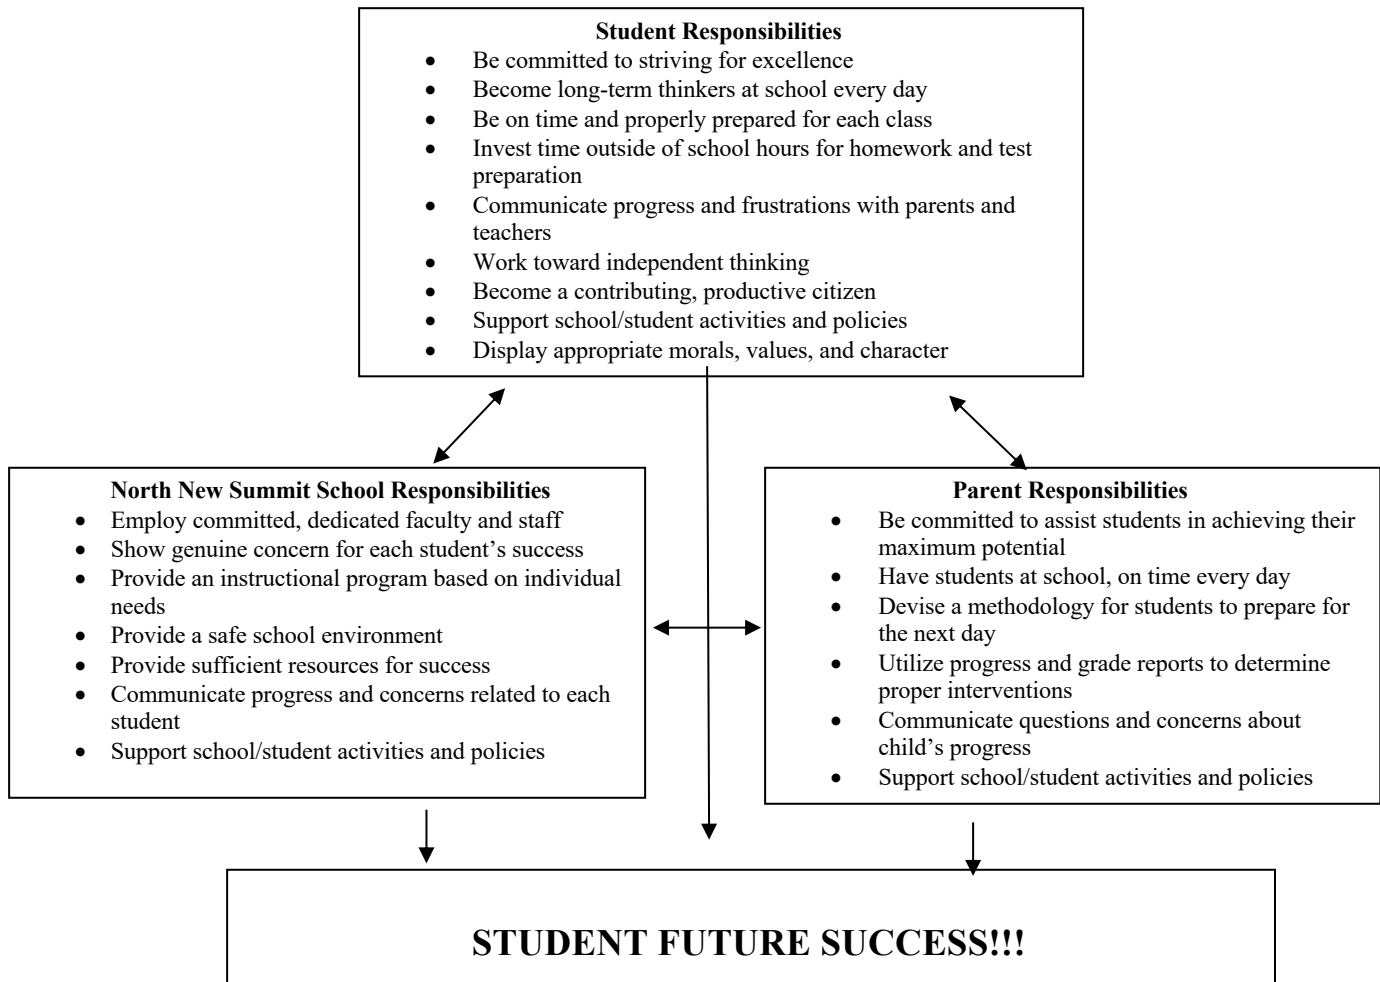 Student Responsibilities
• Be committed to striving for excellence
• Become long-term thinkers at school every day
• Be on time and properly prepared for each class
• Invest time outside of school hours for homework and test
preparation
• Communicate progress and frustrations with parents and
teachers
• Work toward independent thinking
• Become a contributing, productive citizen
• Support school/student activities and policies
• Display appropriate morals, values, and character
North New Summit School Responsibilities
• Employ committed, dedicated faculty and staff
• Show genuine concern for each student’s success
• Provide an instructional program based on individual
needs
• Provide a safe school environment
• Provide sufficient resources for success
• Communicate progress and concerns related to each
student
• Support school/student activities and policies
Parent Responsibilities
• Be committed to assist students in achieving their
maximum potential
• Have students at school, on time every day
• Devise a methodology for students to prepare for
the next day
• Utilize progress and grade reports to determine
proper interventions
• Communicate questions and concerns about
child’s progress
• Support school/student activities and policies
STUDENT FUTURE SUCCESS!!!